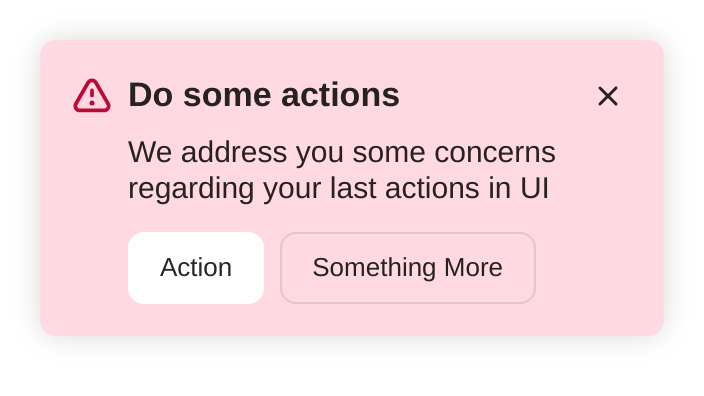 Do some actions
We address you some concerns
regarding your last actions in UI
Action
Something More